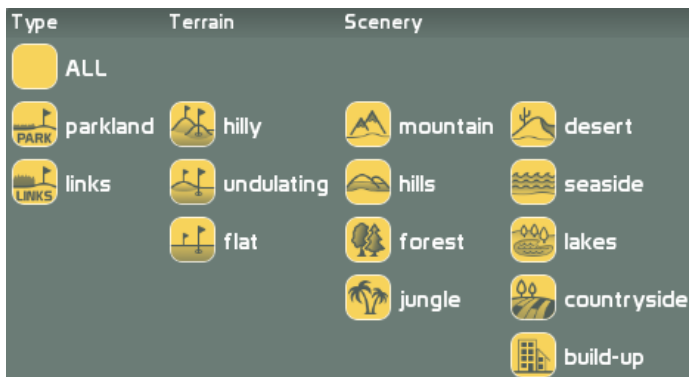 Type Terrain Scenery
ALL
PARK parkland hilly mountain desert
LINKS links undulating hills seaside
flat forest lakes
jungle countryside
build-up